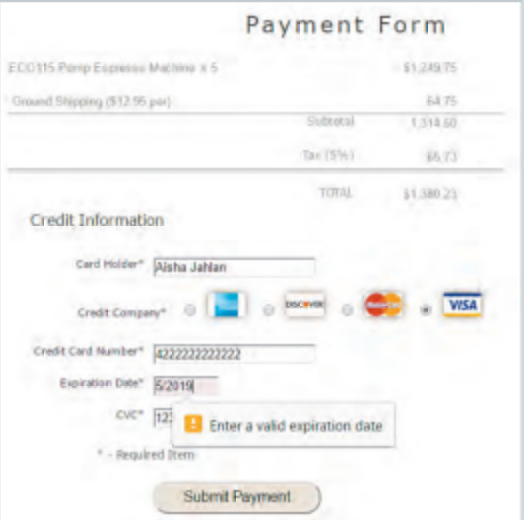 Payment Form
ECO115 Pump Espresso Machine x 5 $1,249.75
Ground Shipping ($12.95 per) 64.75
Subtotal 1,314.50
Tax (5%) 65.73
TOTAL $1,380.23
Credit Information
Card Holder* Aisha Jahlan
Credit Company* DISCOVER MasterCard VISA
Credit Card Number* 4222222222222
Expiration Date* 5/2019
CVC* 12
Enter a valid expiration date
* - Required Item
Submit Payment